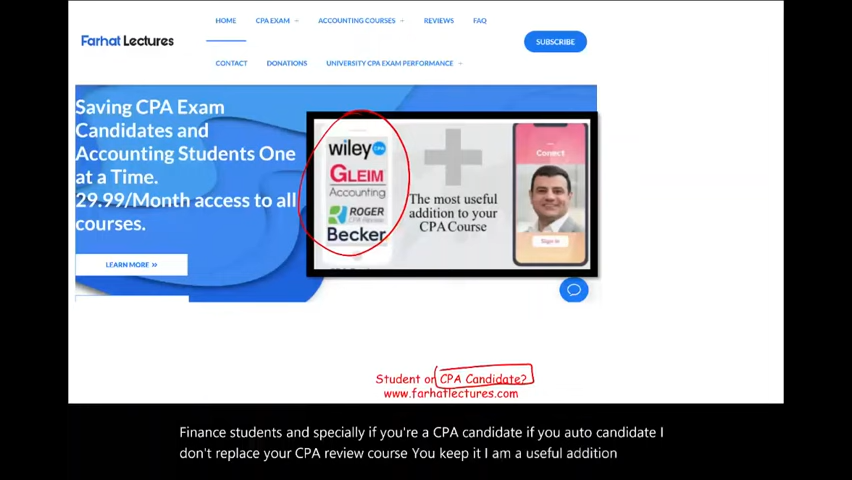 HOME
CPA EXAM
ACCOUNTING COURSES
REVIEWS
FAQ
Farhat Lectures
SUBSCRIBE
CONTACT
DONATIONS
UNIVERSITY CPA EXAM PERFORMANCE
Saving CPA Exam
Candidates and
Accounting Students One
at a Time.
29.99/Month access to all
courses.
LEARN MORE »
wiley CPA
GLEIM
Accounting
ROGER
CPA Review
Becker
The most useful
addition to your
CPA Course
Connect
Sign in
Student or CPA Candidate?
www.farhatlectures.com
Finance students and specially if you're a CPA candidate if you auto candidate I
don't replace your CPA review course You keep it I am a useful addition